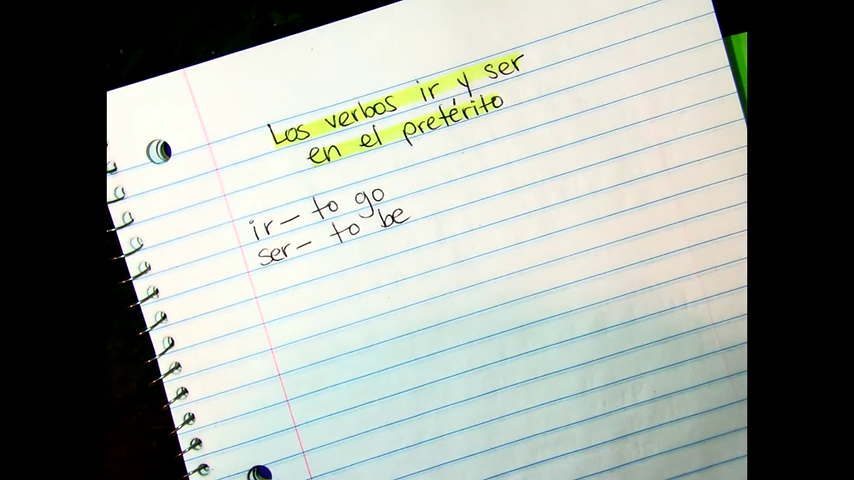 Los verbos ir y ser
en el pretérito
ir – to go
ser – to be